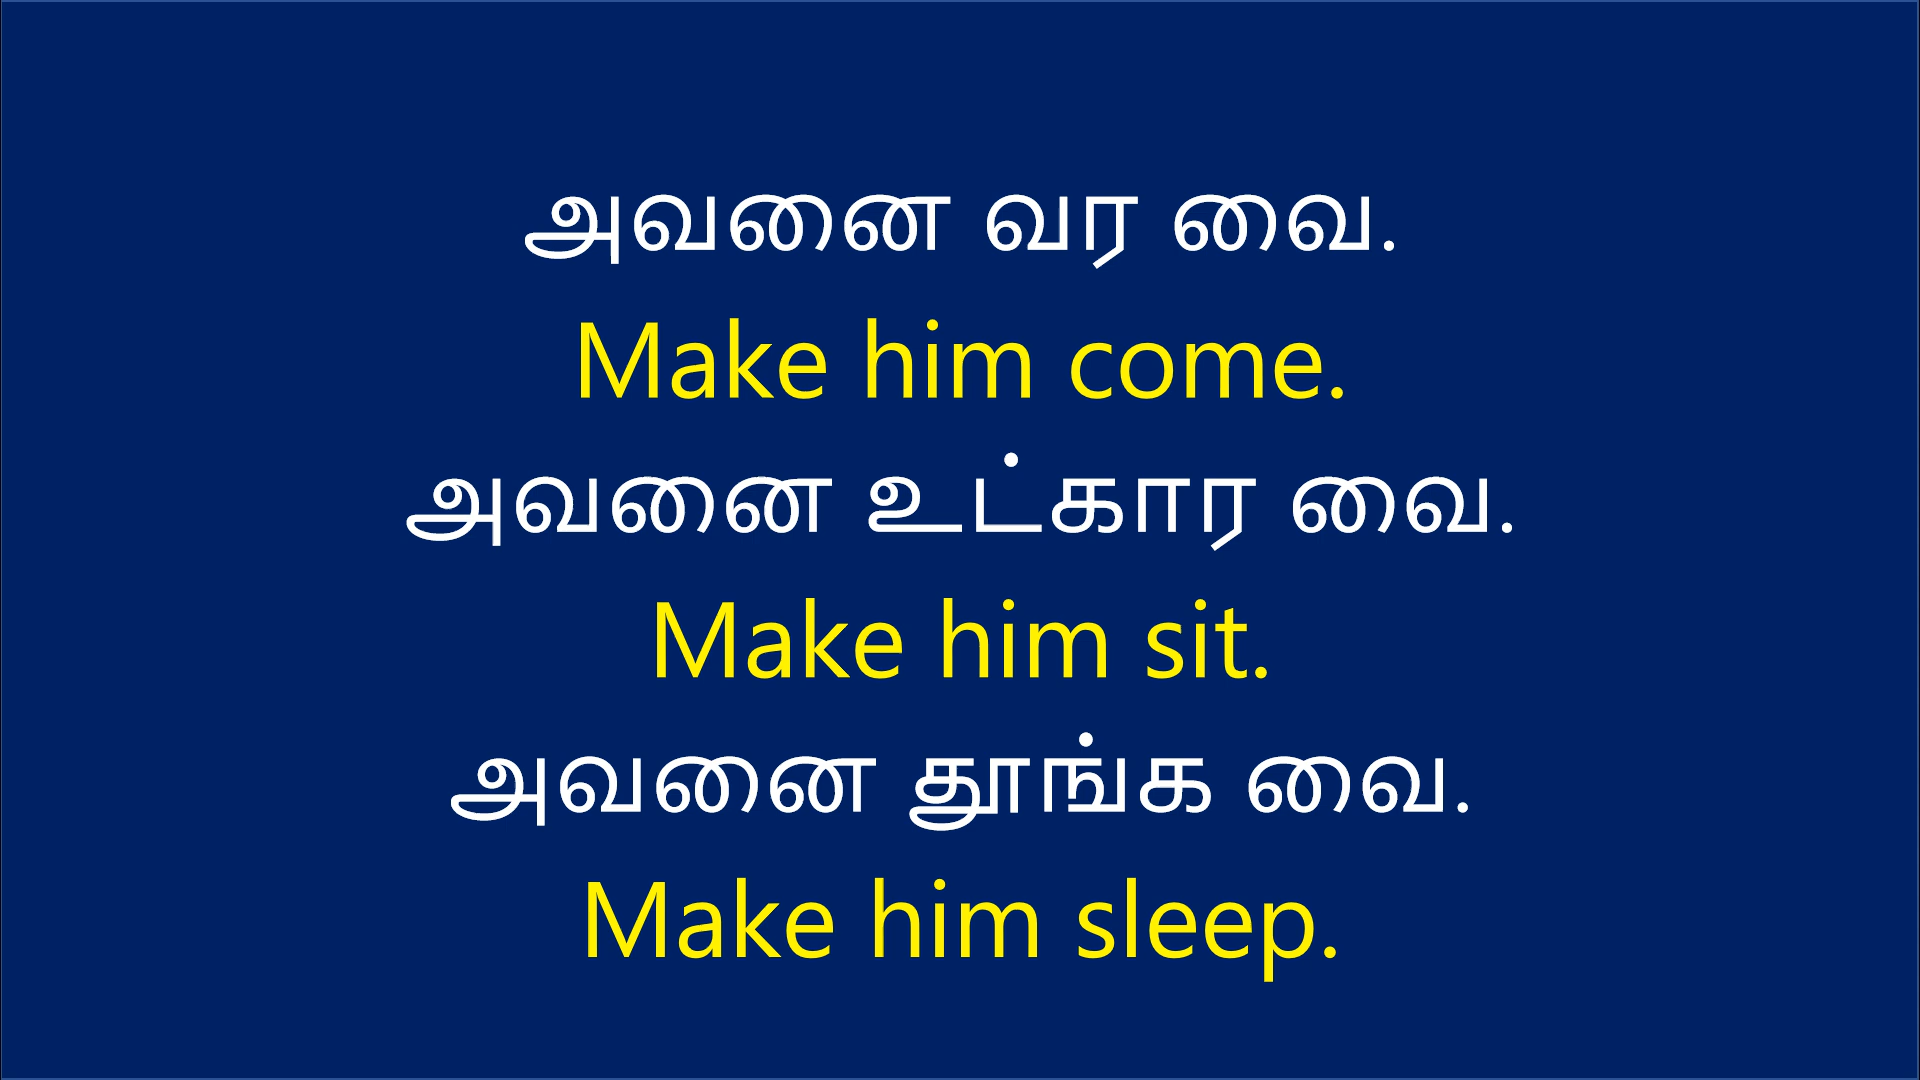 அவனை வர வை.
Make him come.
அவனை உட்கார வை.
Make him sit.
அவனை தூங்க வை.
Make him sleep.